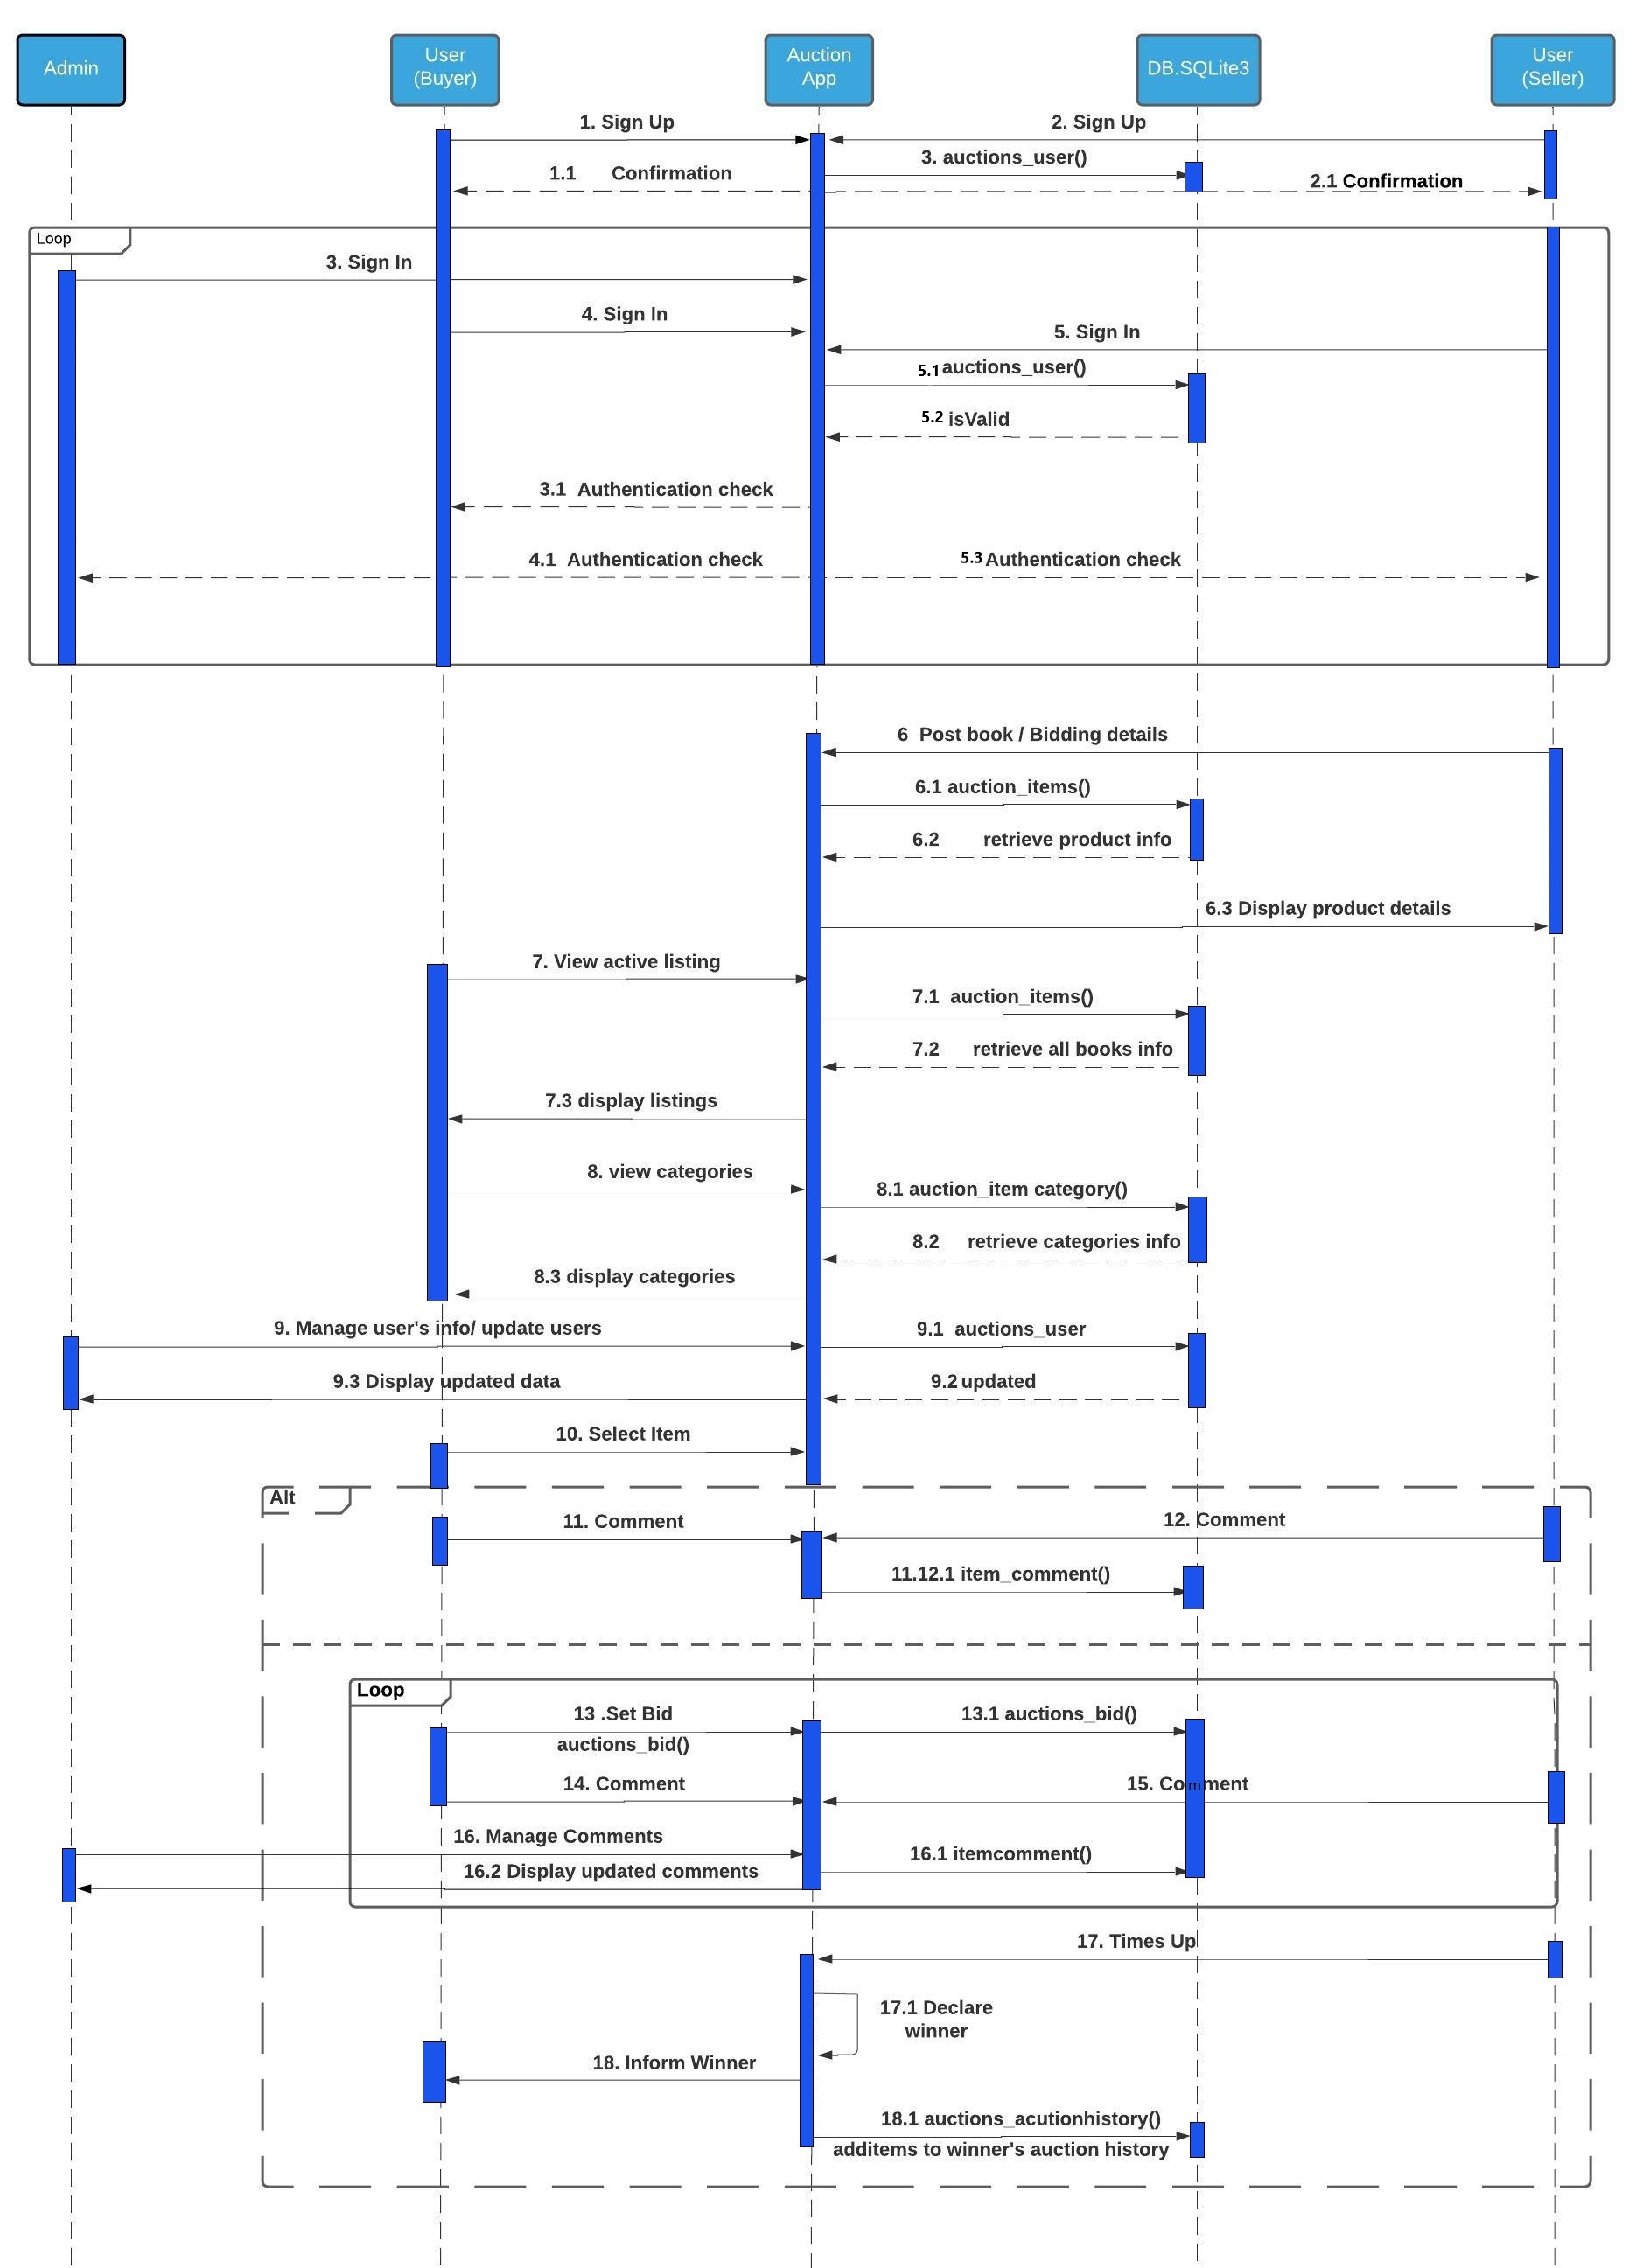 Admin
User
(Buyer)
Auction
App
DB.SQLite3
User
(Seller)
1. Sign Up
2. Sign Up
3. auctions_user()
1.1 Confirmation
2.1 Confirmation
Loop
3. Sign In
4. Sign In
5. Sign In
5.1 auctions_user()
5.2 isValid
3.1 Authentication check
4.1 Authentication check
5.3 Authentication check
6 Post book / Bidding details
6.1 auction_items()
6.2 retrieve product info
6.3 Display product details
7. View active listing
7.1 auction_items()
7.2 retrieve all books info
7.3 display listings
8. view categories
8.1 auction_item category()
8.2 retrieve categories info
8.3 display categories
9. Manage user's info/ update users
9.1 auctions_user
9.3 Display updated data
9.2 updated
10. Select Item
Alt
11. Comment
12. Comment
11.12.1 item_comment()
Loop
13 .Set Bid
auctions_bid()
13.1 auctions_bid()
14. Comment
15. Comment
16. Manage Comments
16.1 itemcomment()
16.2 Display updated comments
17. Times Up
17.1 Declare
winner
18. Inform Winner
18.1 auctions_acutionhistory()
additems to winner's auction history